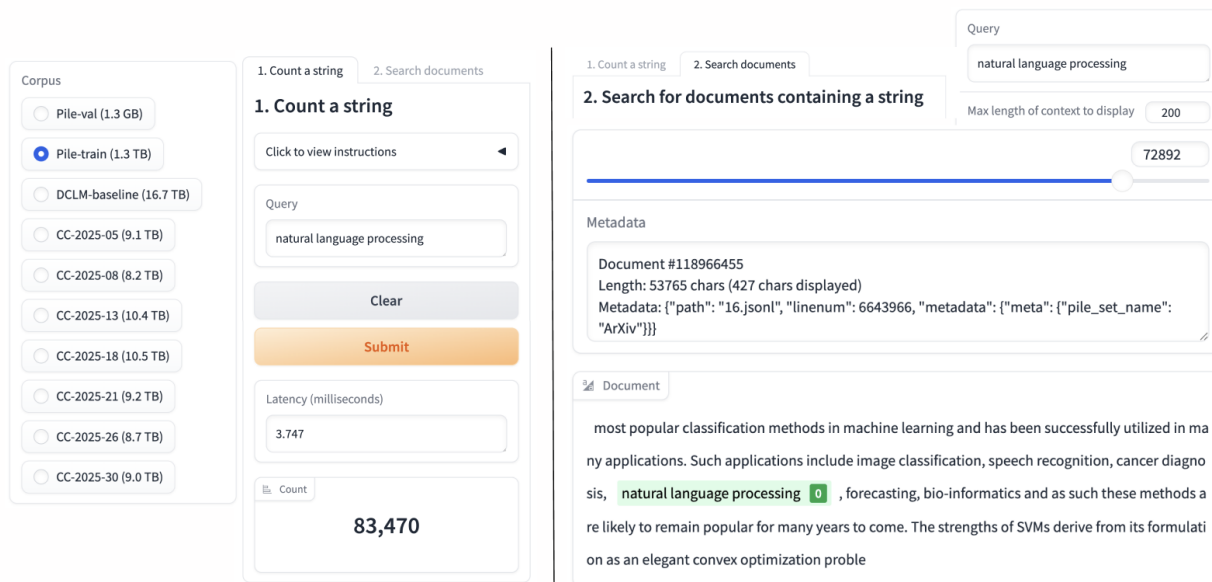 Corpus
Pile-val (1.3 GB)
Pile-train (1.3 TB)
DCLM-baseline (16.7 TB)
CC-2025-05 (9.1 TB)
CC-2025-08 (8.2 TB)
CC-2025-13 (10.4 TB)
CC-2025-18 (10.5 TB)
CC-2025-21 (9.2 TB)
CC-2025-26 (8.7 TB)
CC-2025-30 (9.0 TB)
1. Count a string 2. Search documents
1. Count a string
Click to view instructions
Query
natural language processing
Clear
Submit
Latency (milliseconds)
3.747
Count
83,470
1. Count a string 2. Search documents
2. Search for documents containing a string
Query
natural language processing
Max length of context to display 200
72892
Metadata
Document #118966455
Length: 53765 chars (427 chars displayed)
Metadata: {"path": "16.jsonl", "linenum": 6643966, "metadata": {"meta": {"pile_set_name":
"ArXiv"}}}
Document
most popular classification methods in machine learning and has been successfully utilized in ma
ny applications. Such applications include image classification, speech recognition, cancer diagno
sis, natural language processing 0 , forecasting, bio-informatics and as such these methods a
re likely to remain popular for many years to come. The strengths of SVMs derive from its formulati
on as an elegant convex optimization proble